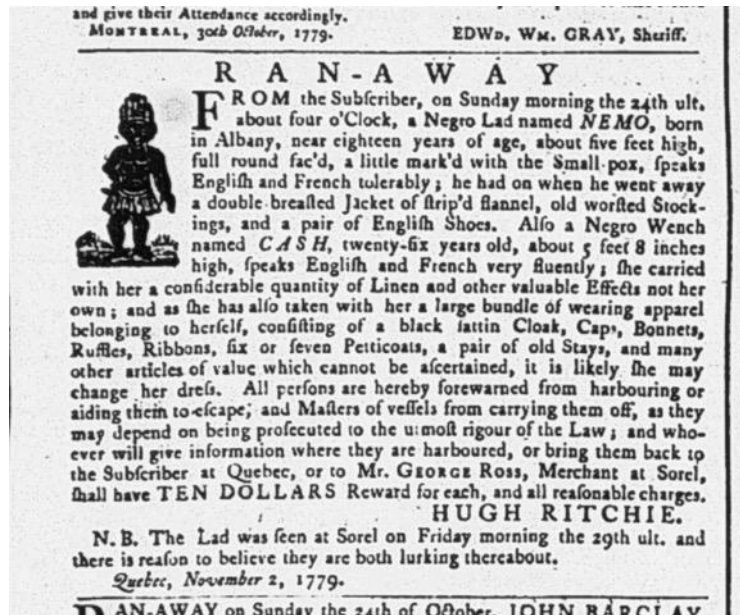 and give their Attendance accordingly.
MONTREAL, 30th October, 1779. EDWD. WM. GRAY, Sheriff.
RAN-AWAY
FROM the Subſcriber, on Sunday morning the 24th ult.
about four o'Clock, a Negro Lad named NEMO, born
in Albany, near eighteen years of age, about five feet high,
full round fac'd, a little mark'd with the Small-pox, ſpeaks
Engliſh and French tolerably; he had on when he went away
a double-breaſted Jacket of ſtrip'd flannel, old worſted Stock-
ings, and a pair of Engliſh Shoes. Alſo a Negro Wench
named CASH, twenty-ſix years old, about 5 feet 8 inches
high, ſpeaks Engliſh and French very fluently; ſhe carried
with her a conſiderable quantity of Linen and other valuable Effects not her
own; and as ſhe has alſo taken with her a large bundle of wearing apparel
belonging to herſelf, conſiſting of a black ſattin Cloak, Caps, Bonnets,
Ruffles, Ribbons, ſix or ſeven Petticoats, a pair of old Stays, and many
other articles of value which cannot be aſcertained, it is likely ſhe may
change her dreſs. All perſons are hereby forewarned from harbouring or
aiding them to eſcape, and Maſters of veſſels from carrying them off, as they
may depend on being proſecuted to the utmoſt rigour of the Law; and who-
ever will give information where they are harboured, or bring them back to
the Subſcriber at Quebec, or to Mr. GEORGE ROSS, Merchant at Sorel,
ſhall have TEN DOLLARS Reward for each, and all reaſonable charges.
HUGH RITCHIE.
N. B. The Lad was ſeen at Sorel on Friday morning the 29th ult. and
there is reaſon to believe they are both lurking thereabout.
Quebec, November 2, 1779.
RAN-AWAY on Sunday the 24th of October, JOHN BARCLAY